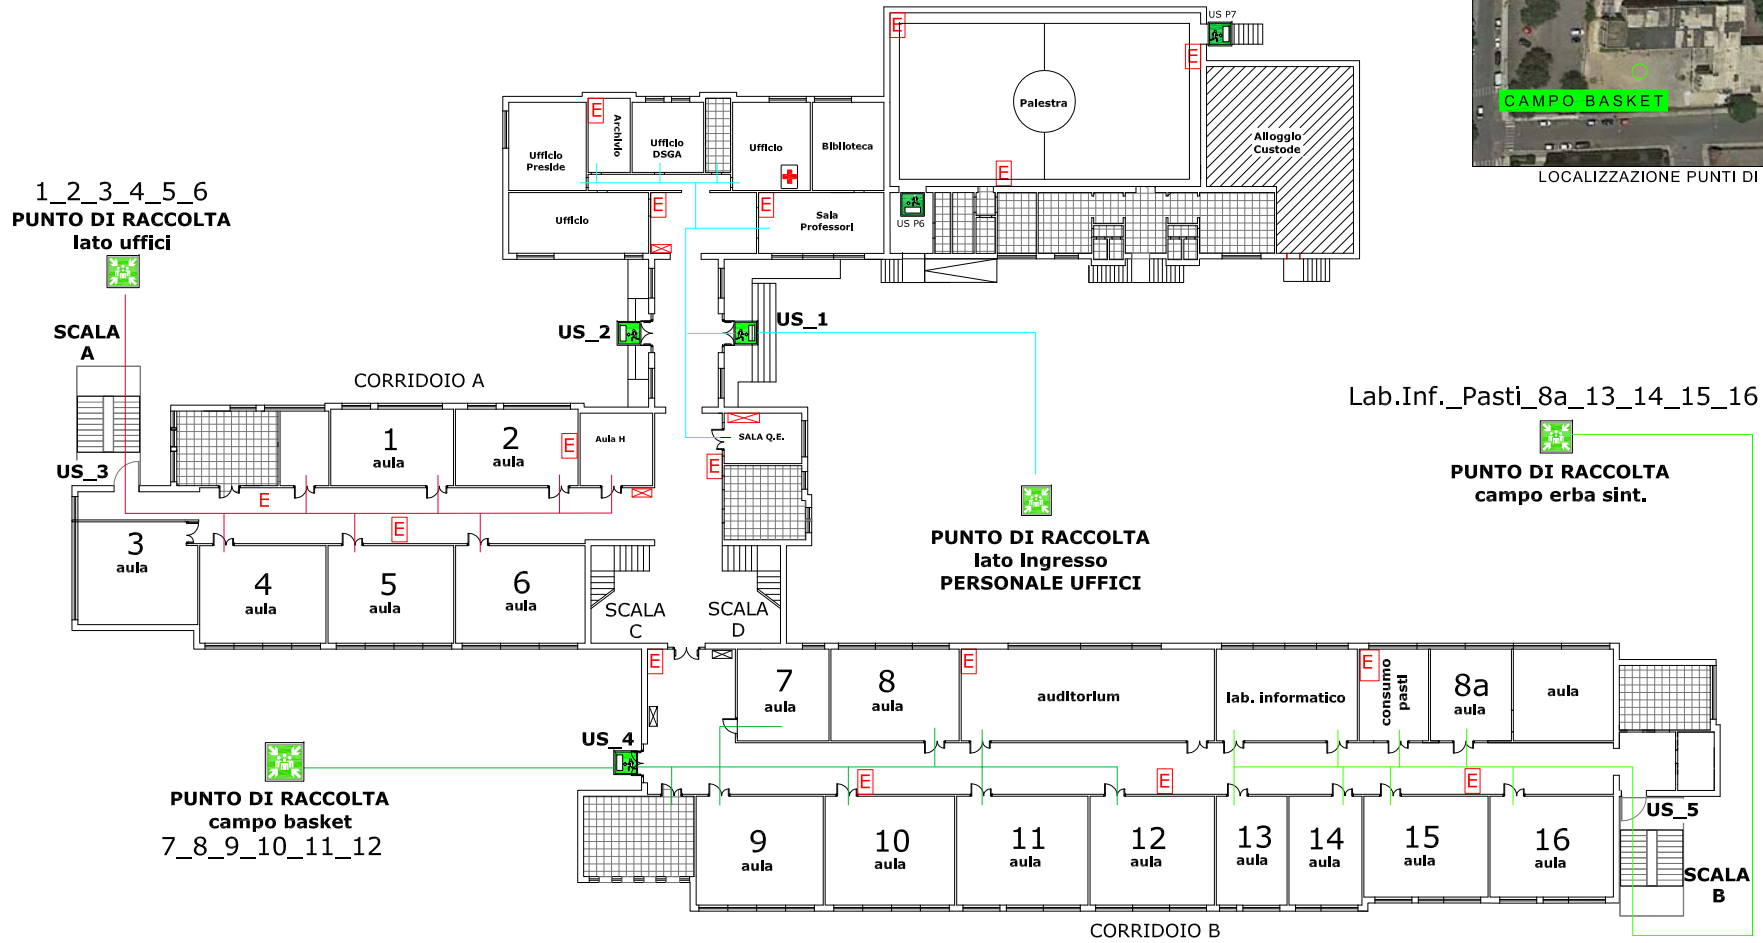 US P7
E
E
Palestra
Alloggio
Custode
CAMPO BASKET
LOCALIZZAZIONE PUNTI DI
E
E
Archivio
Ufficio
Preside
Ufficio
DSGA
Ufficio
Biblioteca
Ufficio
E
E
Sala
Professori
US P6
1_2_3_4_5_6
PUNTO DI RACCOLTA
lato uffici
SCALA
A
US_2
US_1
CORRIDOIO A
1
aula
2
aula
E
Aula H
SALA Q.E.
E
US_3
E
E
3
aula
4
aula
5
aula
6
aula
SCALA
C
SCALA
D
Lab.Inf._Pasti_8a_13_14_15_16
PUNTO DI RACCOLTA
campo erba sint.
PUNTO DI RACCOLTA
lato Ingresso
PERSONALE UFFICI
E
7
aula
8
aula
E
auditorium
lab. informatico
E
consumo
pasti
8a
aula
aula
US_4
PUNTO DI RACCOLTA
campo basket
7_8_9_10_11_12
E
E
E
US_5
9
aula
10
aula
11
aula
12
aula
13
aula
14
aula
15
aula
16
aula
SCALA
B
CORRIDOIO B